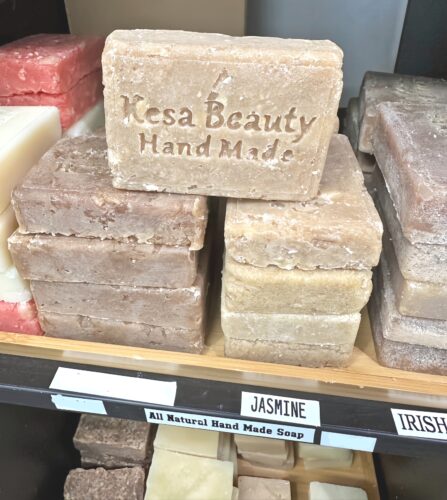 Kesa Beauty
Hand Made
JASMINE
All Natural Hand Made Soap
IRISH